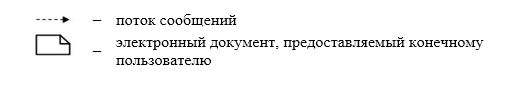 – поток сообщений
– электронный документ, предоставляемый конечному
пользователю